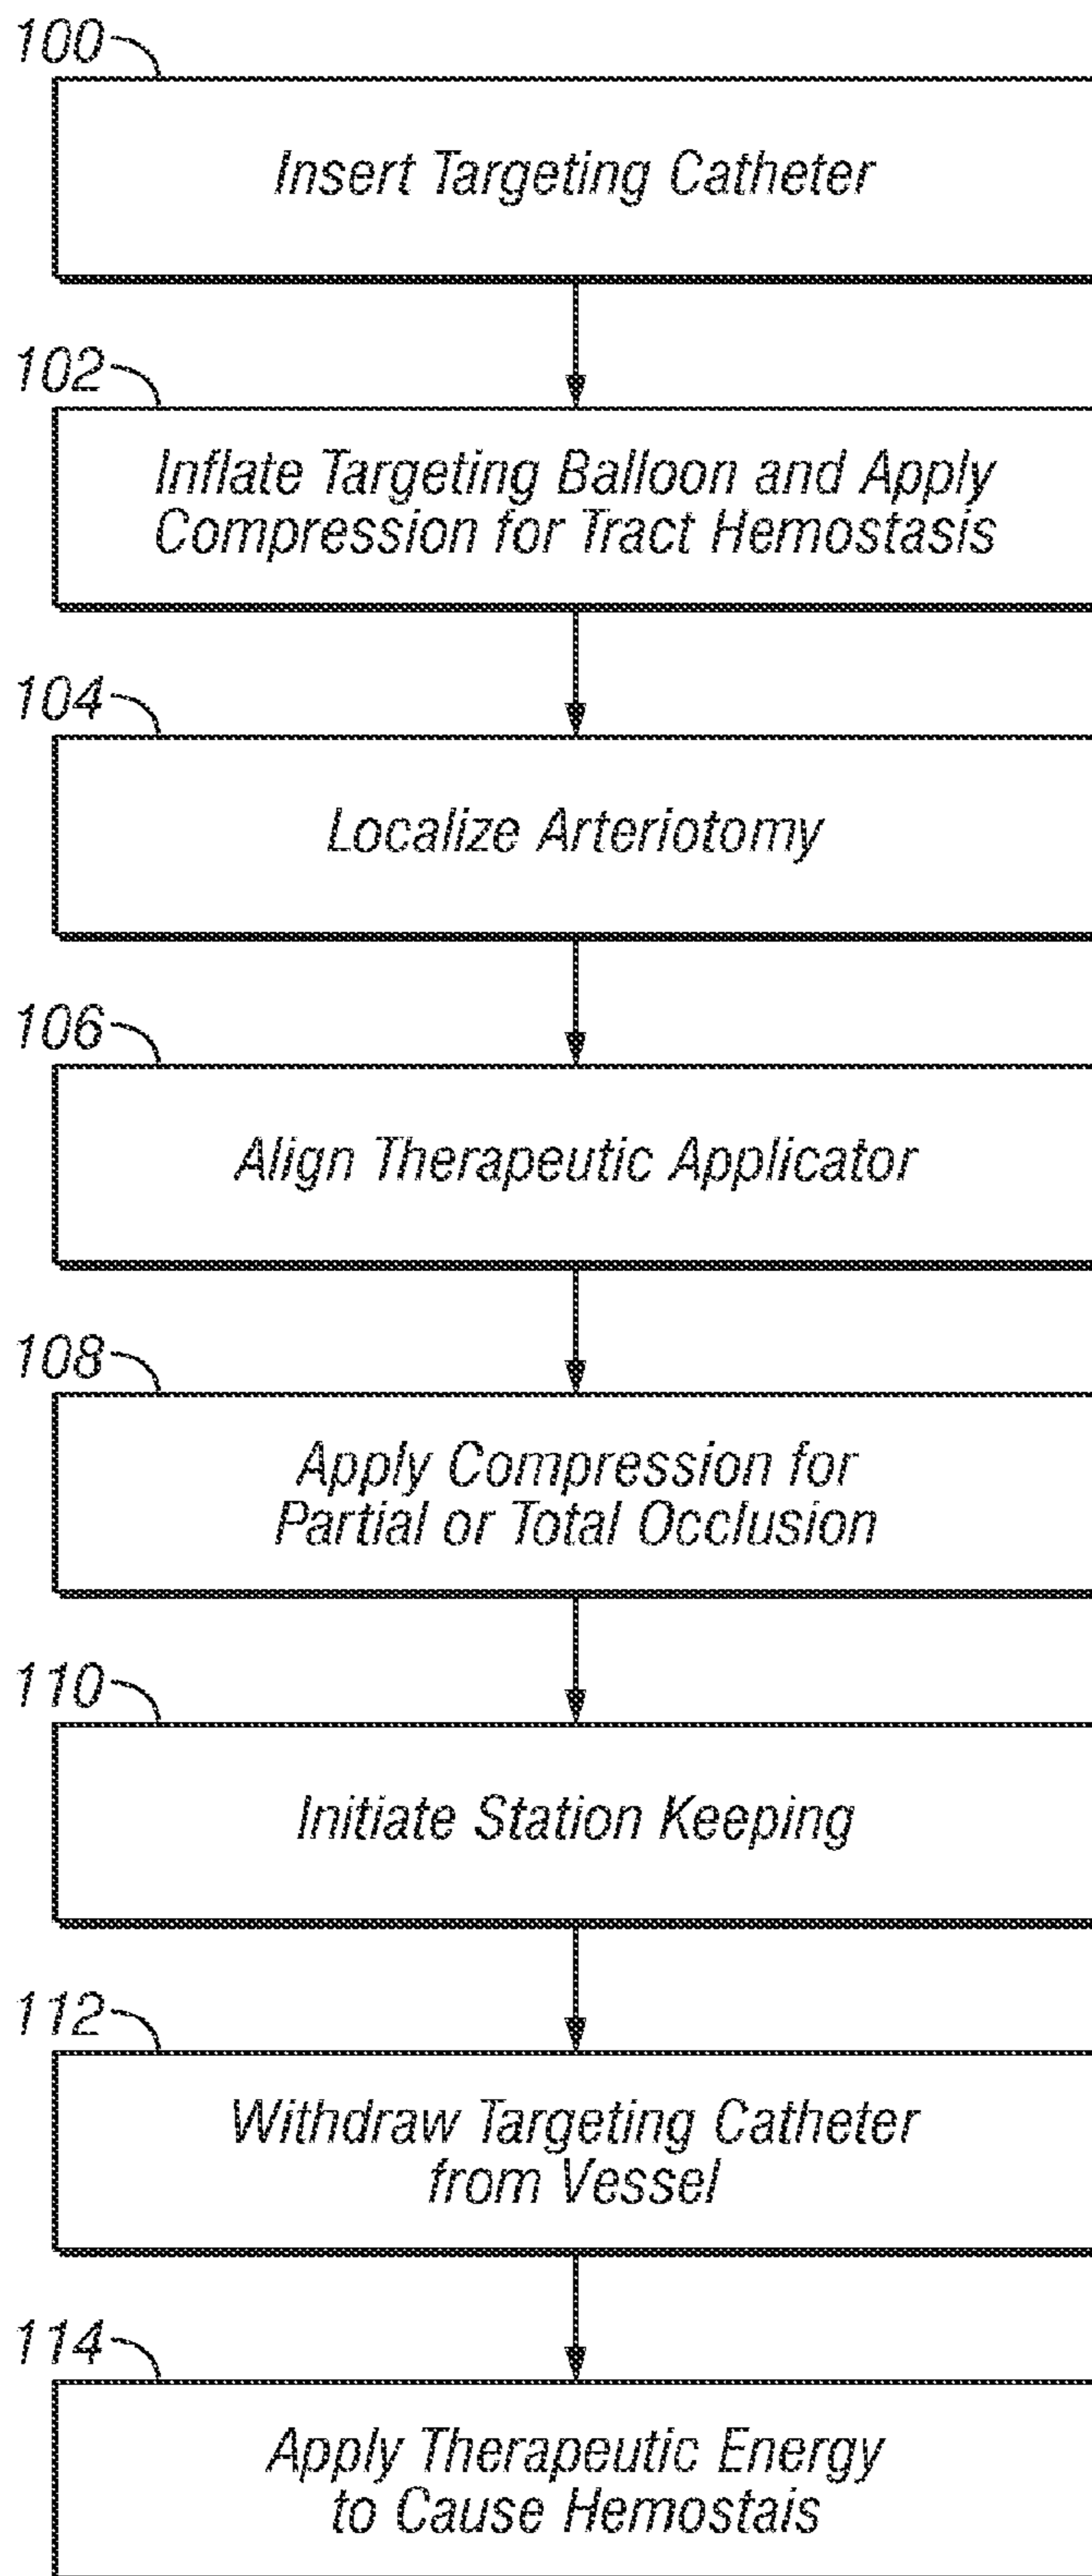 100
Insert Targeting Catheter
102
Inflate Targeting Balloon and Apply
Compression for Tract Hemostasis
104
Localize Arteriotomy
106
Align Therapeutic Applicator
108
Apply Compression for
Partial or Total Occlusion
110
Initiate Station Keeping
112
Withdraw Targeting Catheter
from Vessel
114
Apply Therapeutic Energy
to Cause Hemostais